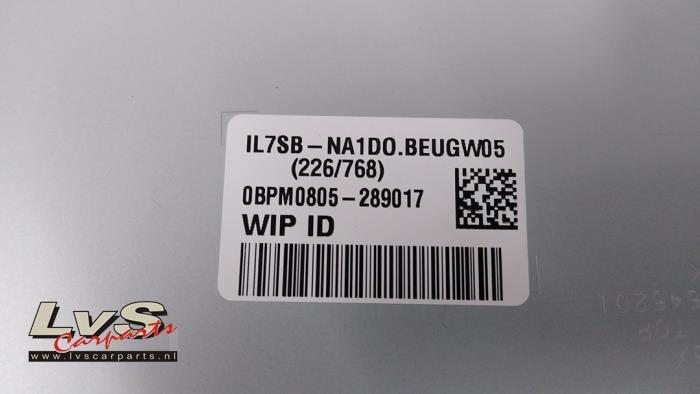 IL7SB-NA1DO.BEUGW05
(226/768)
0BPM0805-289017
WIP ID
LvS
Carparts
www.lvscarparts.nl